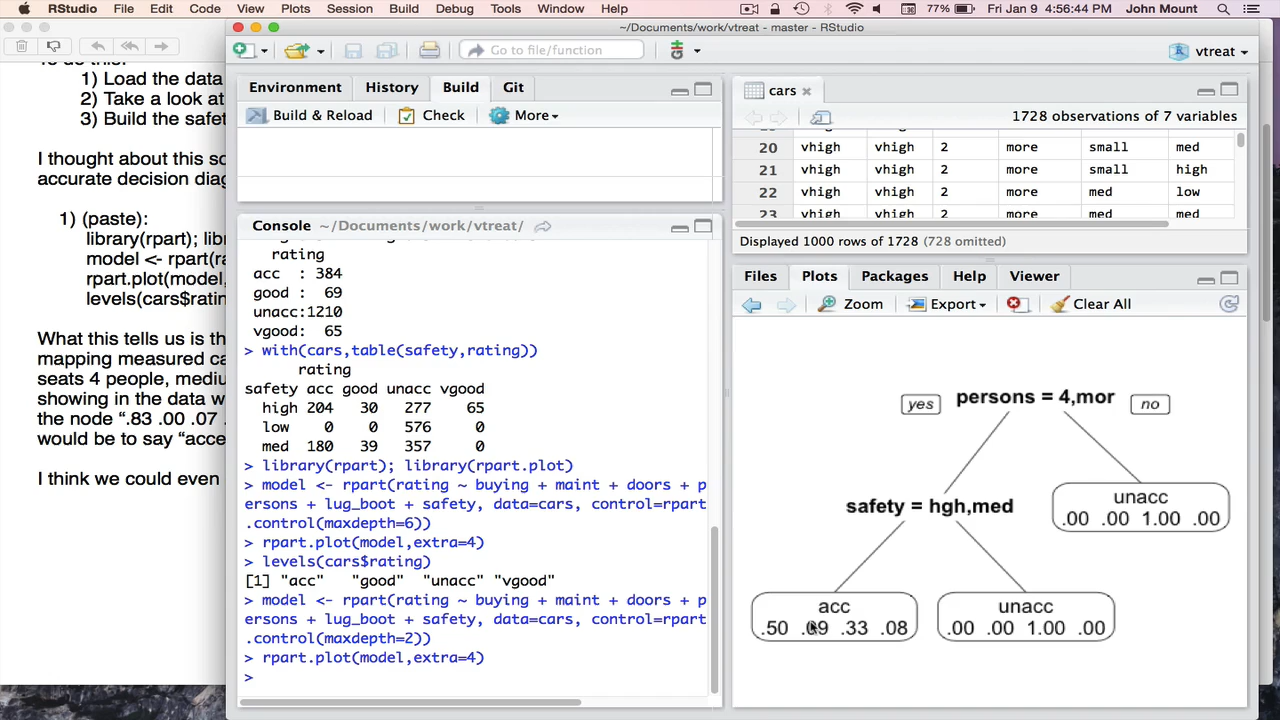 RStudio File Edit Code View Plots Session Build Debug Tools Window Help 77% Fri Jan 9 4:56:44 PM John Mount
~/Documents/work/vtreat - master - RStudio
Go to file/function
vtreat
1) Load the data
2) Take a look at
3) Build the safet
I thought about this sc
accurate decision diag
1) (paste):
library(rpart); libr
model <- rpart(ra
rpart.plot(model,
levels(cars$rating
What this tells us is th
mapping measured ca
seats 4 people, mediu
showing in the data w
the node “.83 .00 .07
would be to say “acce
I think we could even
Environment History Build Git
Build & Reload Check More
Console ~/Documents/work/vtreat/
rating
acc : 384
good : 69
unacc:1210
vgood: 65
> with(cars,table(safety,rating))
rating
safety acc good unacc vgood
high 204 30 277 65
low 0 0 576 0
med 180 39 357 0
> library(rpart); library(rpart.plot)
> model <- rpart(rating ~ buying + maint + doors + p
ersons + lug_boot + safety, data=cars, control=rpart
.control(maxdepth=6))
> rpart.plot(model,extra=4)
> levels(cars$rating)
[1] "acc" "good" "unacc" "vgood"
> model <- rpart(rating ~ buying + maint + doors + p
ersons + lug_boot + safety, data=cars, control=rpart
.control(maxdepth=2))
> rpart.plot(model,extra=4)
>
cars
1728 observations of 7 variables
20 vhigh vhigh 2 more small med
21 vhigh vhigh 2 more small high
22 vhigh vhigh 2 more med low
23 vhigh vhigh 2 more med med
Displayed 1000 rows of 1728 (728 omitted)
Files Plots Packages Help Viewer
Zoom Export Clear All
yes persons = 4,mor no
unacc
.00 .00 1.00 .00
safety = hgh,med
acc
.50 .09 .33 .08
unacc
.00 .00 1.00 .00